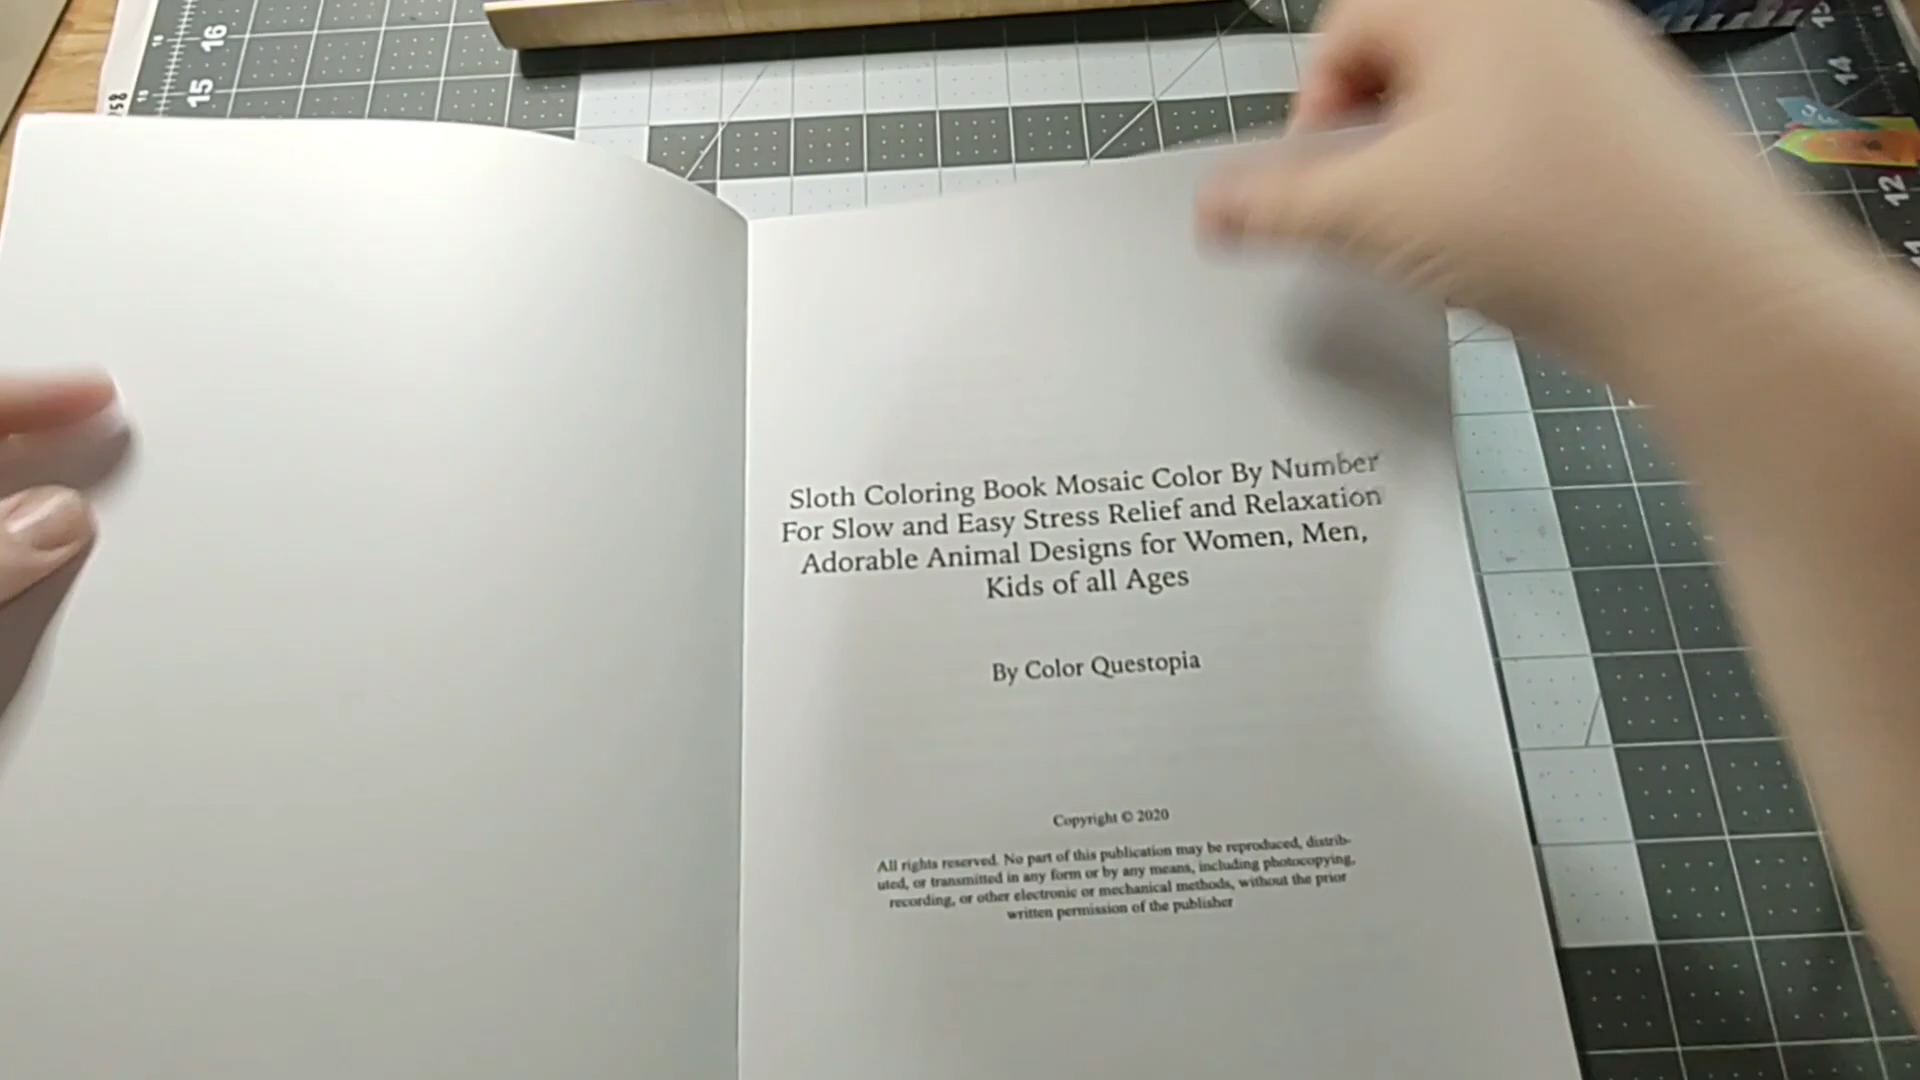 16
15
15
14
12
Sloth Coloring Book Mosaic Color By Number
For Slow and Easy Stress Relief and Relaxation
Adorable Animal Designs for Women, Men,
Kids of all Ages
By Color Questopia
Copyright © 2020
All rights reserved. No part of this publication may be reproduced, distrib-
uted, or transmitted in any form or by any means, including photocopying,
recording, or other electronic or mechanical methods, without the prior
written permission of the publisher